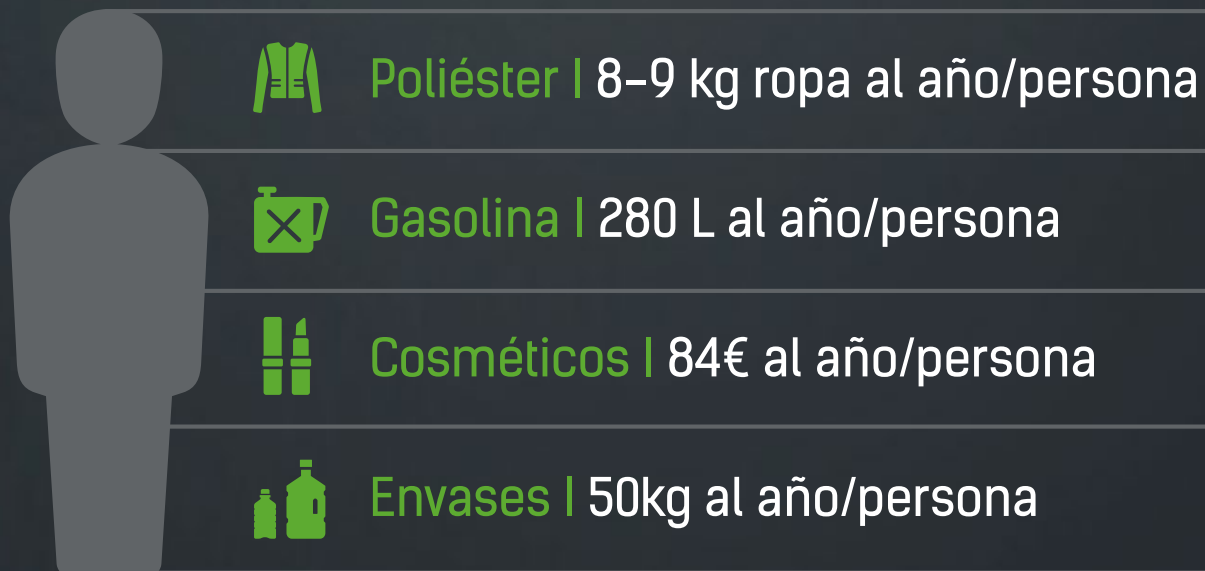 Poliéster | 8-9 kg ropa al año/persona
Gasolina | 280 L al año/persona
Cosméticos | 84€ al año/persona
Envases | 50kg al año/persona